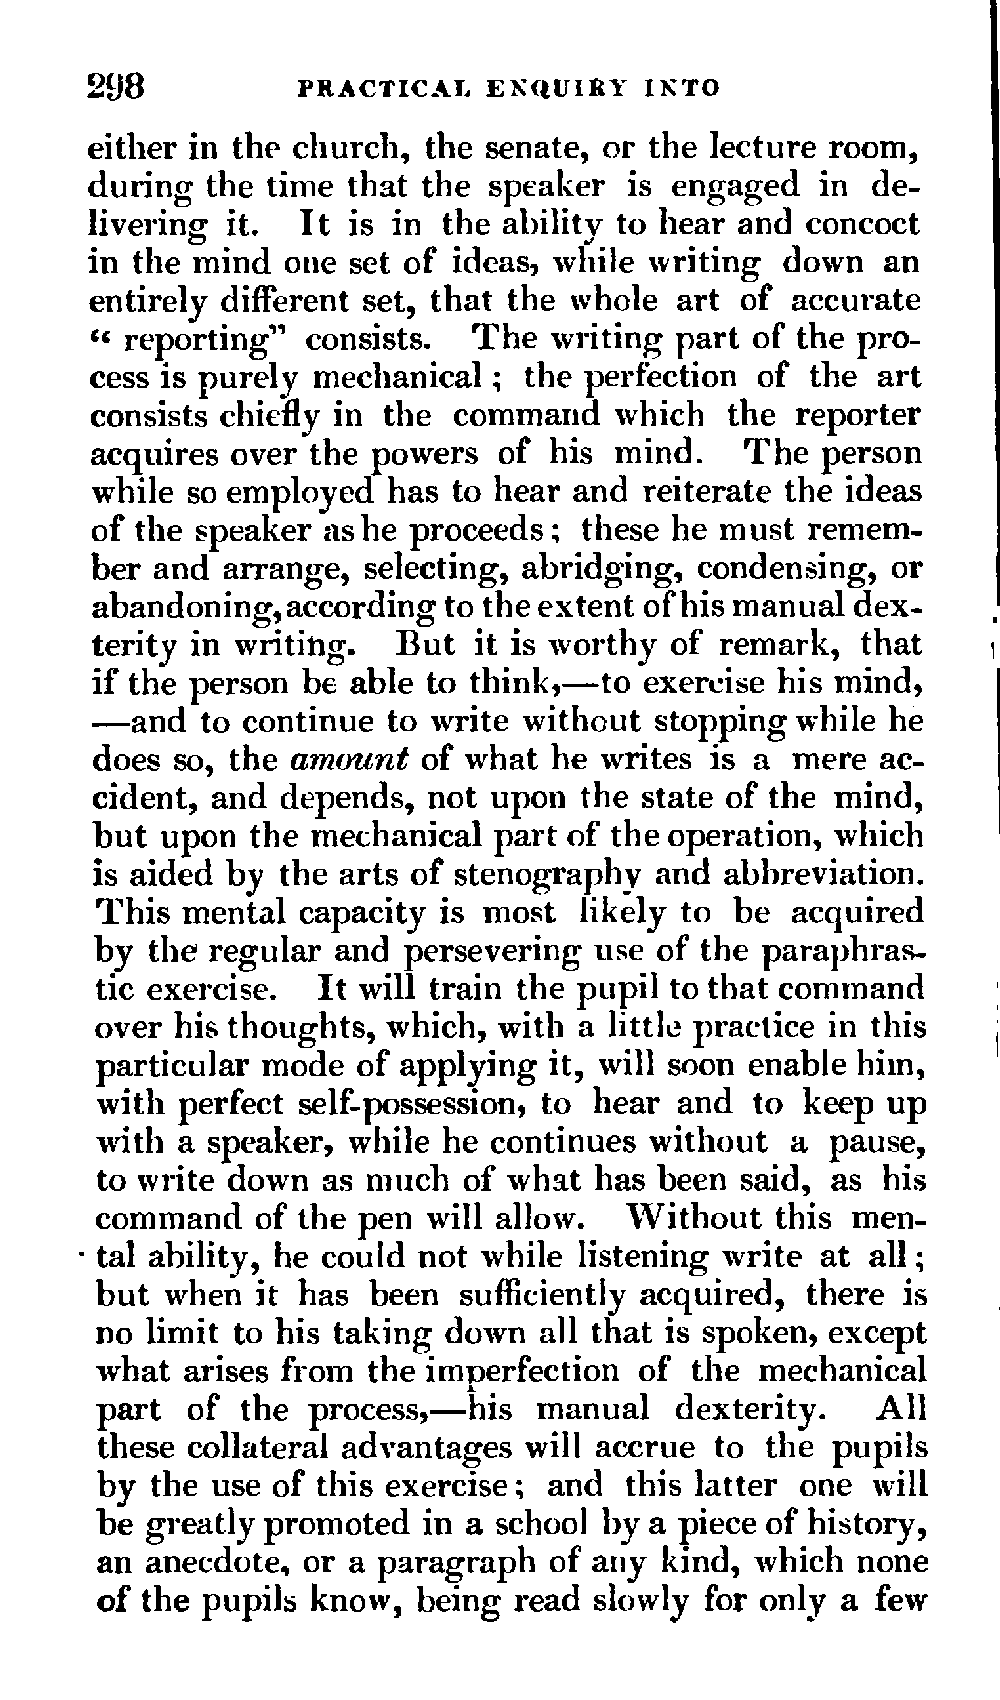 298 PRACTICAL ENQUIRY INTO
either in the church, the senate, or the lecture room,
during the time that the speaker is engaged in de-
livering it. It is in the ability to hear and concoct
in the mind one set of ideas, while writing down an
entirely different set, that the whole art of accurate
“ reporting” consists. The writing part of the pro-
cess is purely mechanical ; the perfection of the art
consists chiefly in the command which the reporter
acquires over the powers of his mind. The person
while so employed has to hear and reiterate the ideas
of the speaker as he proceeds ; these he must remem-
ber and arrange, selecting, abridging, condensing, or
abandoning, according to the extent of his manual dex-
terity in writing. But it is worthy of remark, that
if the person be able to think,—to exercise his mind,
—and to continue to write without stopping while he
does so, the amount of what he writes is a mere ac-
cident, and depends, not upon the state of the mind,
but upon the mechanical part of the operation, which
is aided by the arts of stenography and abbreviation.
This mental capacity is most likely to be acquired
by the regular and persevering use of the paraphras-
tic exercise. It will train the pupil to that command
over his thoughts, which, with a little practice in this
particular mode of applying it, will soon enable him,
with perfect self-possession, to hear and to keep up
with a speaker, while he continues without a pause,
to write down as much of what has been said, as his
command of the pen will allow. Without this men-
tal ability, he could not while listening write at all ;
but when it has been sufficiently acquired, there is
no limit to his taking down all that is spoken, except
what arises from the imperfection of the mechanical
part of the process,—his manual dexterity. All
these collateral advantages will accrue to the pupils
by the use of this exercise ; and this latter one will
be greatly promoted in a school by a piece of history,
an anecdote, or a paragraph of any kind, which none
of the pupils know, being read slowly for only a few